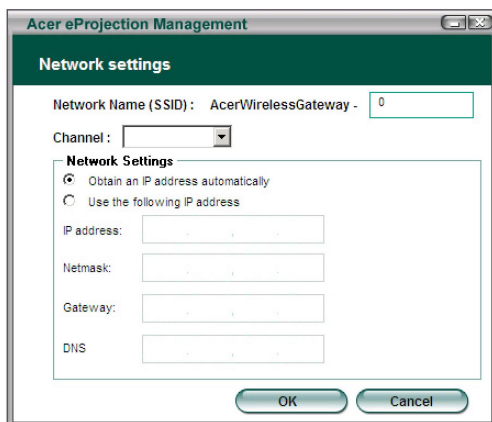 Acer eProjection Management
Network settings
Network Name (SSID) : AcerWirelessGateway - 0
Channel :
Network Settings
Obtain an IP address automatically
Use the following IP address
IP address:
Netmask:
Gateway:
DNS
OK Cancel